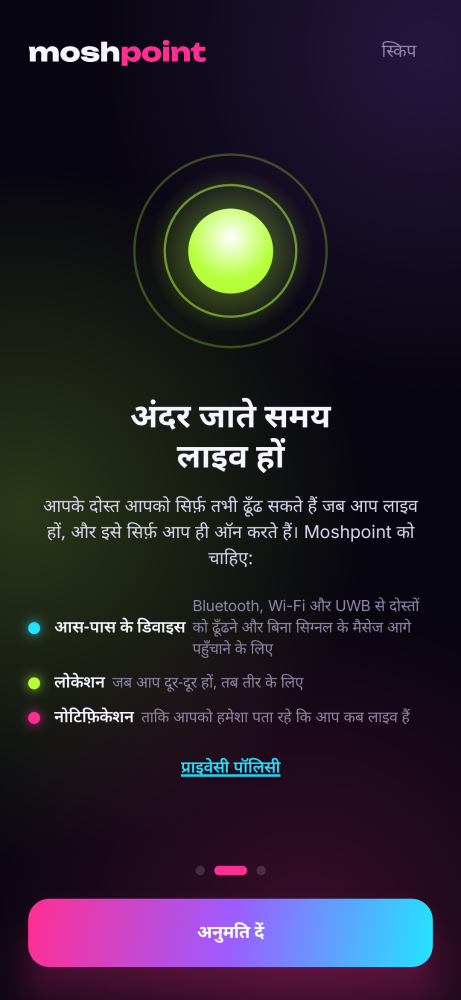 moshpoint
स्किप
अंदर जाते समय
लाइव हों
आपके दोस्त आपको सिर्फ़ तभी ढूँढ सकते हैं जब आप लाइव
हों, और इसे सिर्फ़ आप ही ऑन करते हैं। Moshpoint को
चाहिए:
आस-पास के डिवाइस
Bluetooth, Wi-Fi और UWB से दोस्तों
को ढूँढने और बिना सिग्नल के मैसेज आगे
पहुँचाने के लिए
लोकेशन जब आप दूर-दूर हों, तब तीर के लिए
नोटिफ़िकेशन ताकि आपको हमेशा पता रहे कि आप कब लाइव हैं
प्राइवेसी पॉलिसी
अनुमति दें